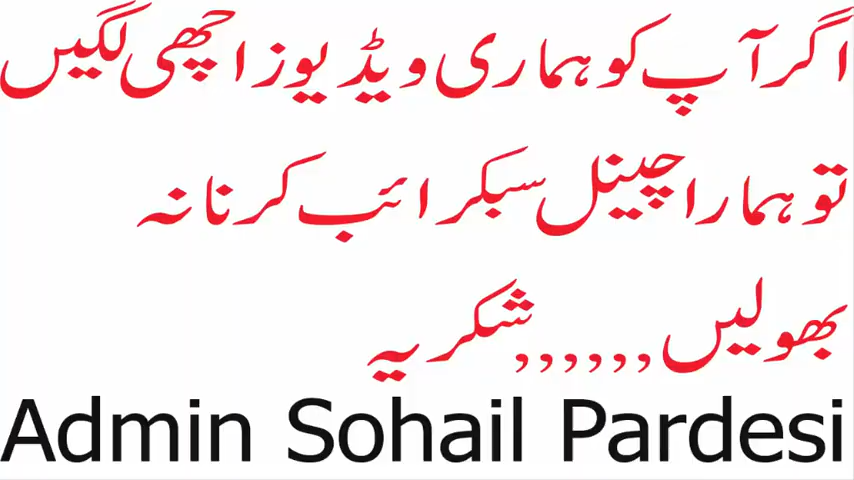 اگر آپ کو ہماری ویڈیوز اچھی لگیں
تو ہمارا چینل سبکرائب کرنا نہ
بھولیں,,,,,,شکریہ
Admin Sohail Pardesi